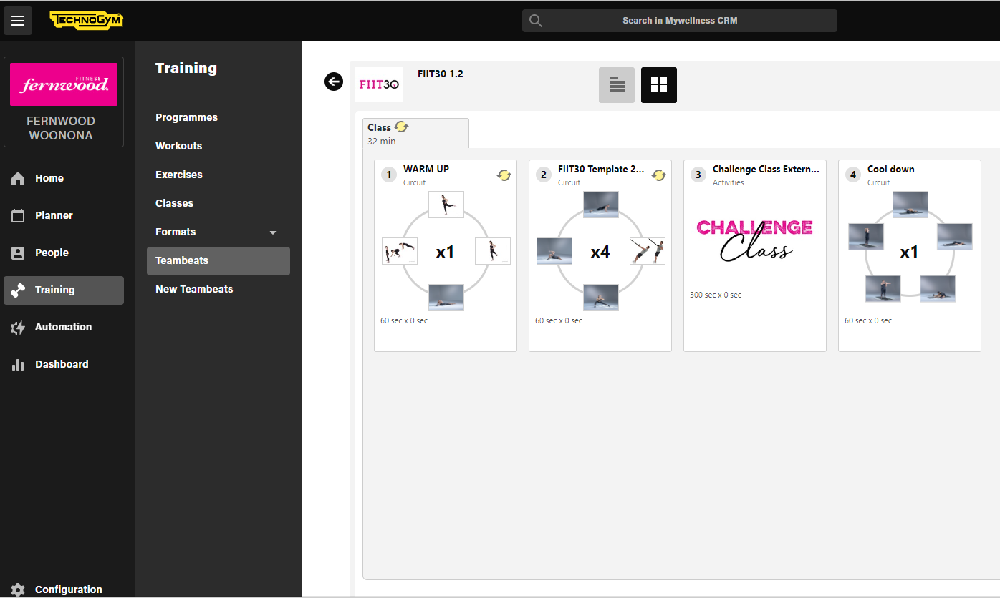 TECHNOGYM
Search in Mywellness CRM
FITNESS
fernwood.
FERNWOOD
WOONONA
Home
Planner
People
Training
Automation
Dashboard
Configuration
Training
Programmes
Workouts
Exercises
Classes
Formats
Teambeats
New Teambeats
FIIT30
FIIT30 1.2
Class
32 min
1
WARM UP
Circuit
x1
60 sec x 0 sec
2
FIIT30 Template 2...
Circuit
x4
60 sec x 0 sec
3
Challenge Class Extern...
Activities
CHALLENGE
Class
300 sec x 0 sec
4
Cool down
Circuit
x1
60 sec x 0 sec